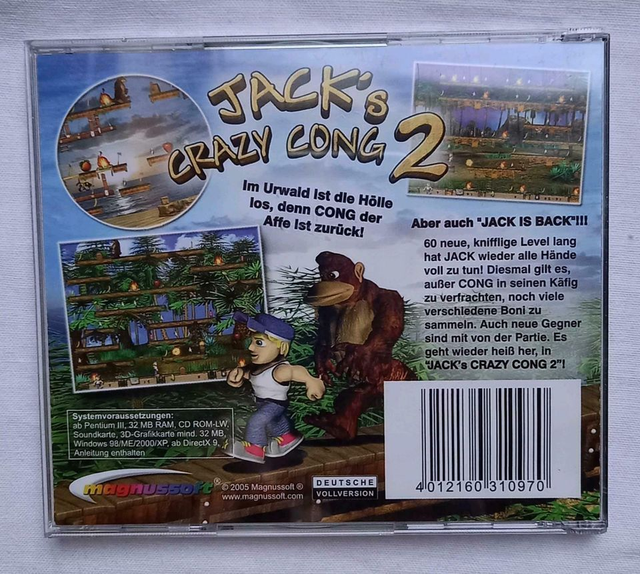 JACK's
CRAZY CONG 2
Im Urwald ist die Hölle
los, denn CONG der
Affe ist zurück!
Aber auch "JACK IS BACK"!!!
60 neue, knifflige Level lang
hat JACK wieder alle Hände
voll zu tun! Diesmal gilt es,
außer CONG in seinen Käfig
zu verfrachten, noch viele
verschiedene Boni zu
sammeln. Auch neue Gegner
sind mit von der Partie. Es
geht wieder heiß her, in
"JACK's CRAZY CONG 2"!
Systemvoraussetzungen:
ab Pentium III, 32 MB RAM, CD ROM-LW,
Soundkarte, 3D-Grafikkarte mind. 32 MB,
Windows 98/ME/2000/XP, ab DirectX 9,
Anleitung enthalten
magnussoft®
© 2005 Magnussoft ®
www.magnussoft.com
DEUTSCHE
VOLLVERSION
4 012160 310970